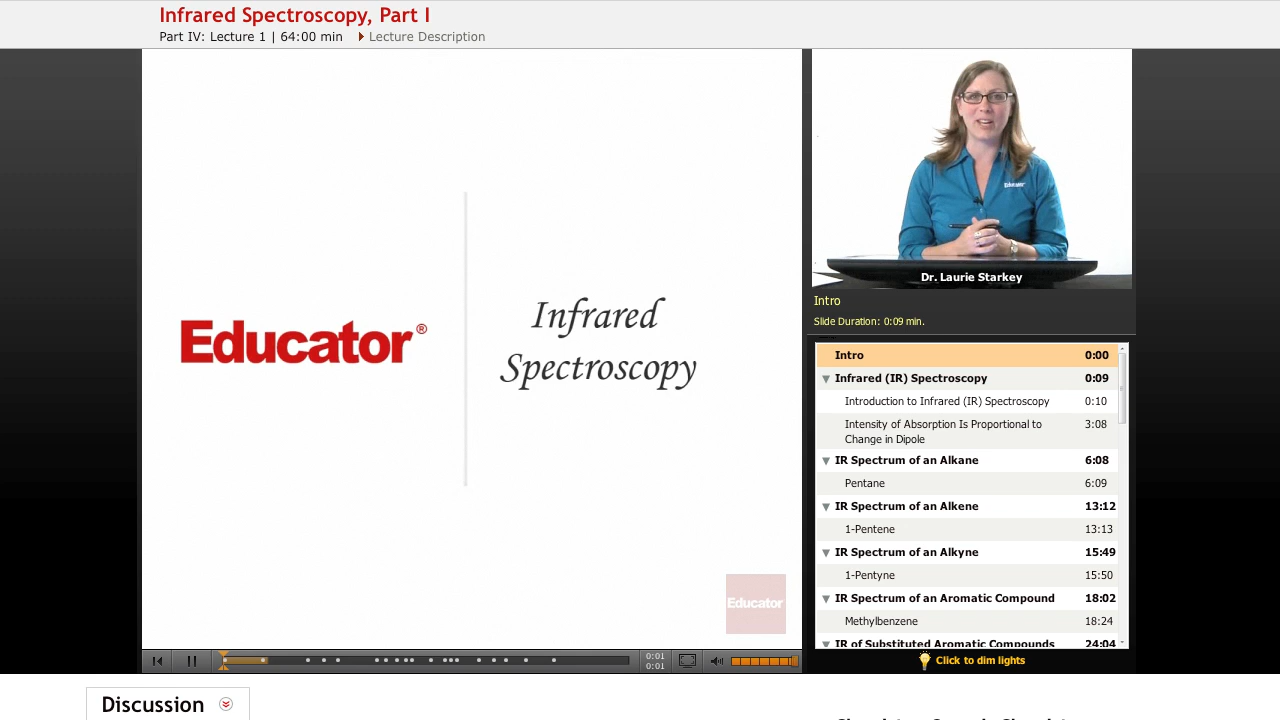 Infrared Spectroscopy, Part I
Part IV: Lecture 1 | 64:00 min Lecture Description
Educator®
Infrared
Spectroscopy
Educator
Educator
Dr. Laurie Starkey
Intro
Slide Duration: 0:09 min.
Intro 0:00
Infrared (IR) Spectroscopy 0:09
Introduction to Infrared (IR) Spectroscopy 0:10
Intensity of Absorption Is Proportional to 3:08
Change in Dipole
IR Spectrum of an Alkane 6:08
Pentane 6:09
IR Spectrum of an Alkene 13:12
1-Pentene 13:13
IR Spectrum of an Alkyne 15:49
1-Pentyne 15:50
IR Spectrum of an Aromatic Compound 18:02
Methylbenzene 18:24
IR of Substituted Aromatic Compounds 24:04
0:01
0:01
Click to dim lights
Discussion